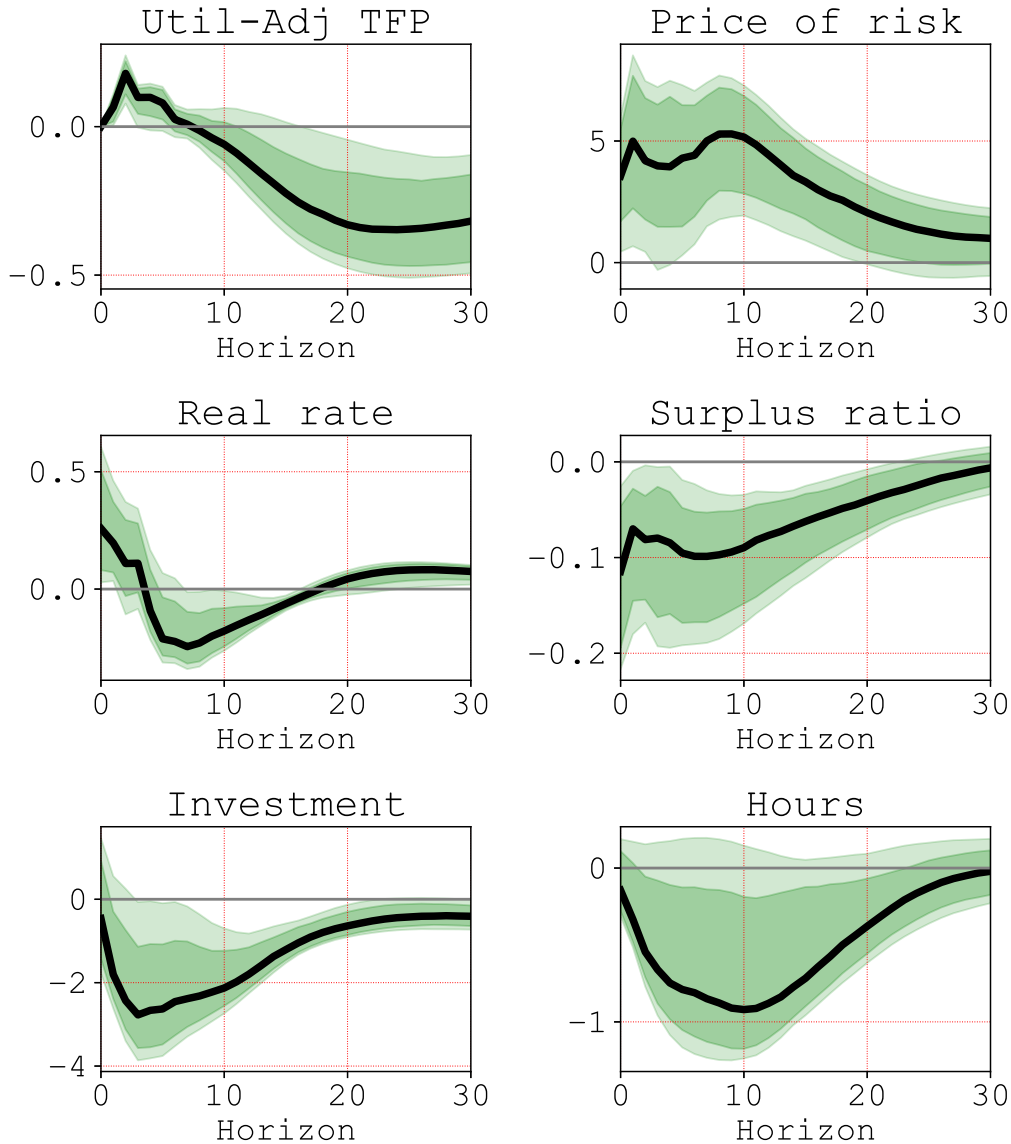 Util-Adj TFP
0.0
−0.5
0 10 20 30
Horizon
Price of risk
5
0
0 10 20 30
Horizon
Real rate
0.5
0.0
0 10 20 30
Horizon
Surplus ratio
0.0
−0.1
−0.2
0 10 20 30
Horizon
Investment
0
−2
−4
0 10 20 30
Horizon
Hours
0
−1
0 10 20 30
Horizon